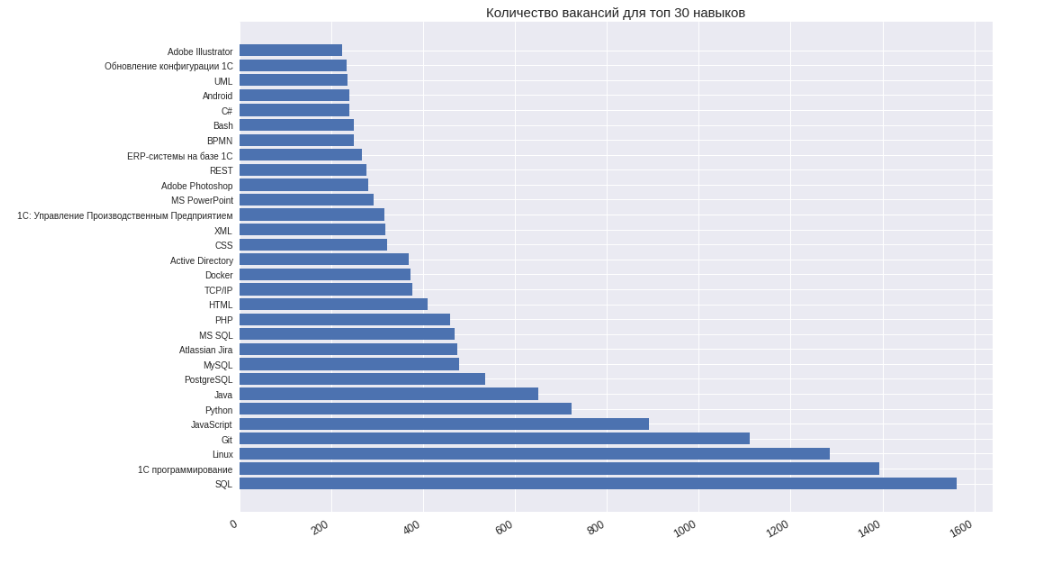 Количество вакансий для топ 30 навыков
Adobe Illustrator
Обновление конфигурации 1С
UML
Android
C#
Bash
BPMN
ERP-системы на базе 1С
REST
Adobe Photoshop
MS PowerPoint
1С: Управление Производственным Предприятием
XML
CSS
Active Directory
Docker
TCP/IP
HTML
PHP
MS SQL
Atlassian Jira
MySQL
PostgreSQL
Java
Python
JavaScript
Git
Linux
1С программирование
SQL
0 200 400 600 800 1000 1200 1400 1600